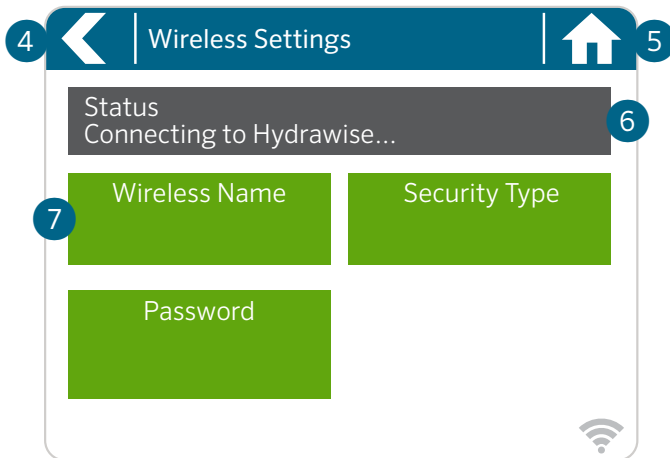 4
Wireless Settings
5
Status
Connecting to Hydrawise...
6
Wireless Name
Security Type
7
Password